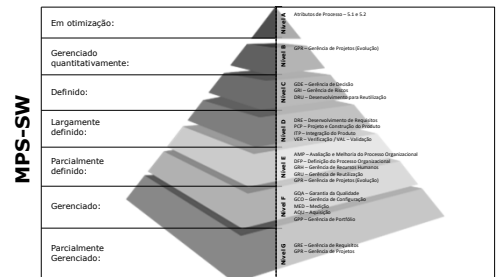 MPS-SW
Em otimização:
Nível A
Atributos de Processo – 5.1 e 5.2
Gerenciado
quantitativamente:
Nível B
GPR – Gerência de Projetos (Evolução)
Definido:
Nível C
GDE – Gerência de Decisão
GRI – Gerência de Riscos
DRU – Desenvolvimento para Reutilização
Largamente
definido:
Nível D
DRE – Desenvolvimento de Requisitos
PCP – Projeto e Construção do Produto
ITP – Integração do Produto
VER – Verificação / VAL – Validação
Parcialmente
definido:
Nível E
AMP – Avaliação e Melhoria do Processo Organizacional
DFP – Definição do Processo Organizacional
GRH – Gerência de Recursos Humanos
GRU – Gerência de Reutilização
GPR – Gerência de Projetos (Evolução)
Gerenciado:
Nível F
GQA – Garantia da Qualidade
GCO – Gerência de Configuração
MED – Medição
AQU – Aquisição
GPP – Gerência de Portfólio
Parcialmente
Gerenciado:
Nível G
GRE – Gerência de Requisitos
GPR – Gerência de Projetos